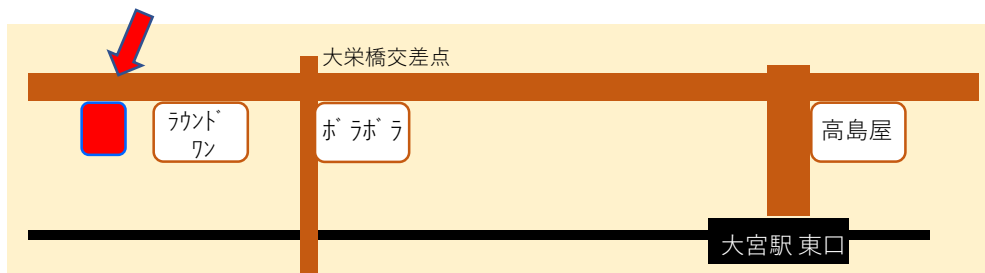 大栄橋交差点
ﾗｳﾝﾄﾞ
ﾜﾝ
ﾎﾞﾗﾎﾞﾗ
高島屋
大宮駅 東口